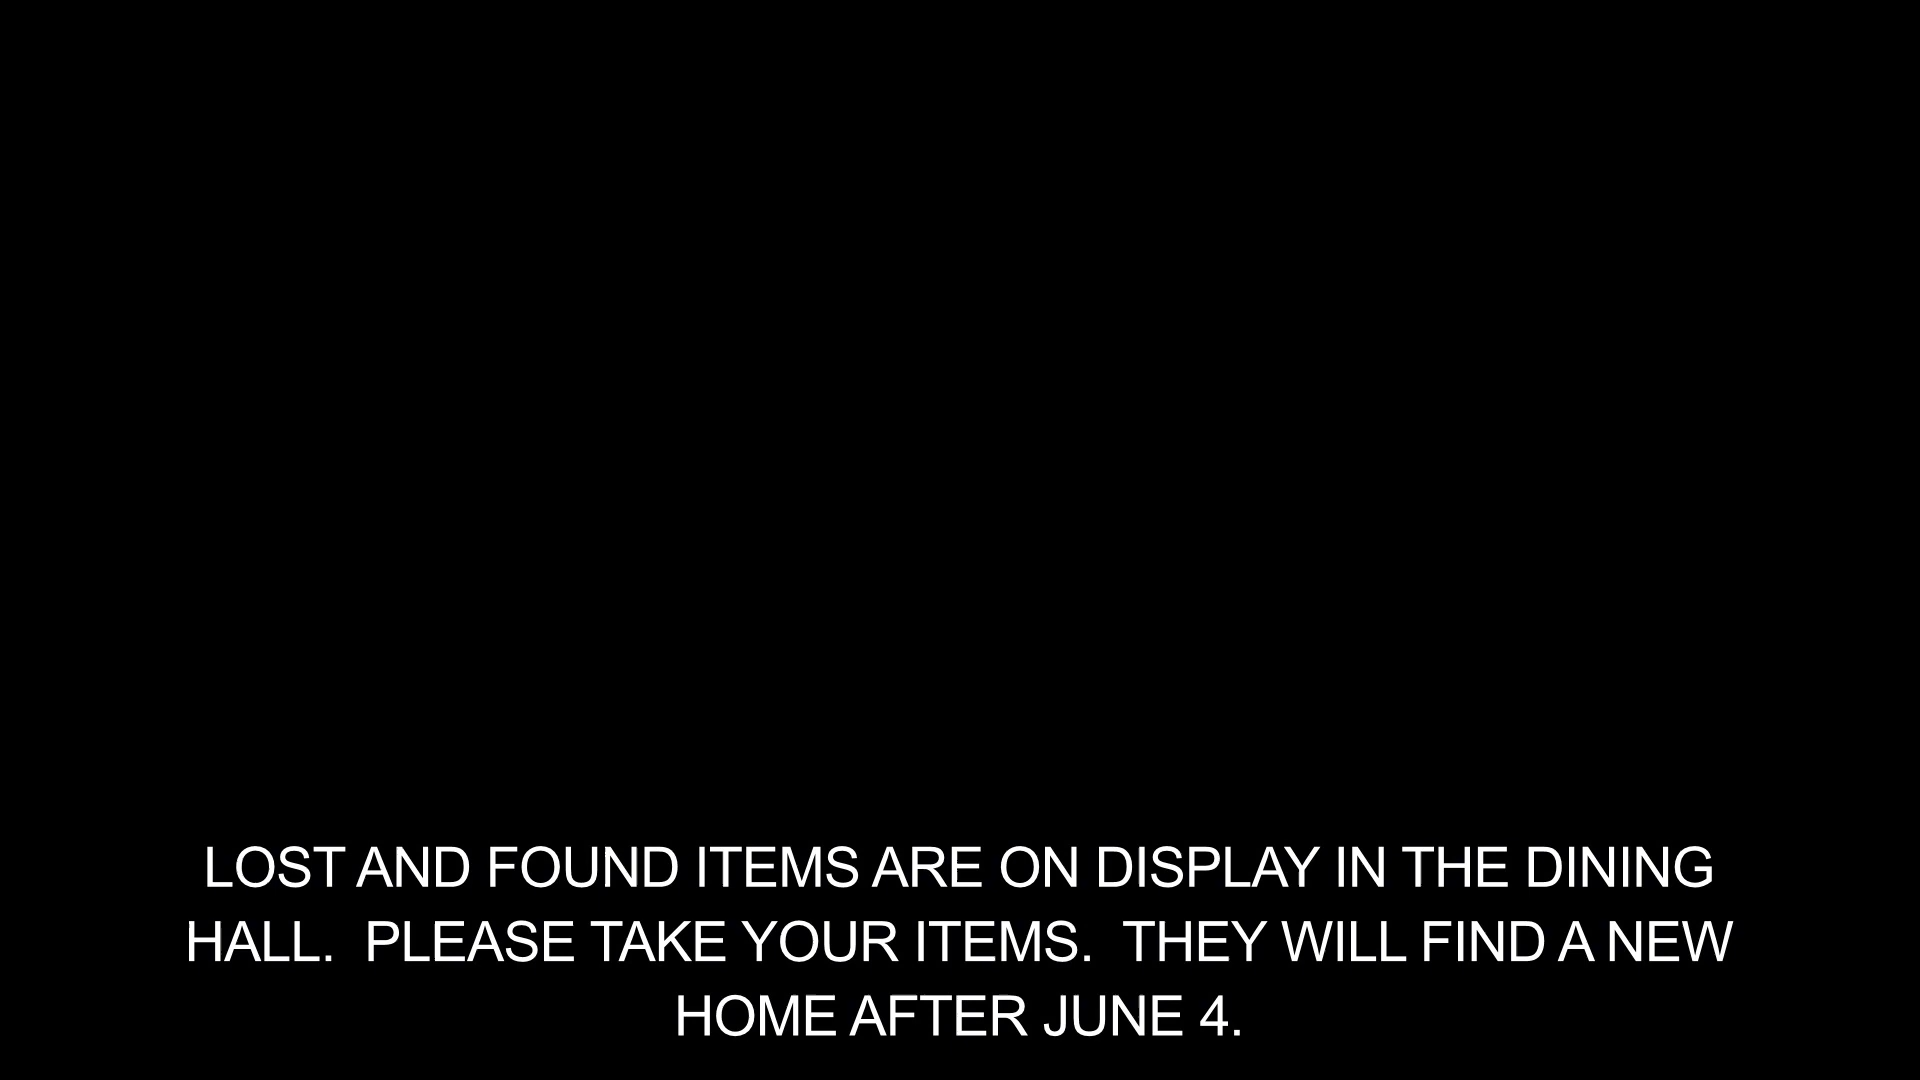 LOST AND FOUND ITEMS ARE ON DISPLAY IN THE DINING
HALL.  PLEASE TAKE YOUR ITEMS.  THEY WILL FIND A NEW
HOME AFTER JUNE 4.